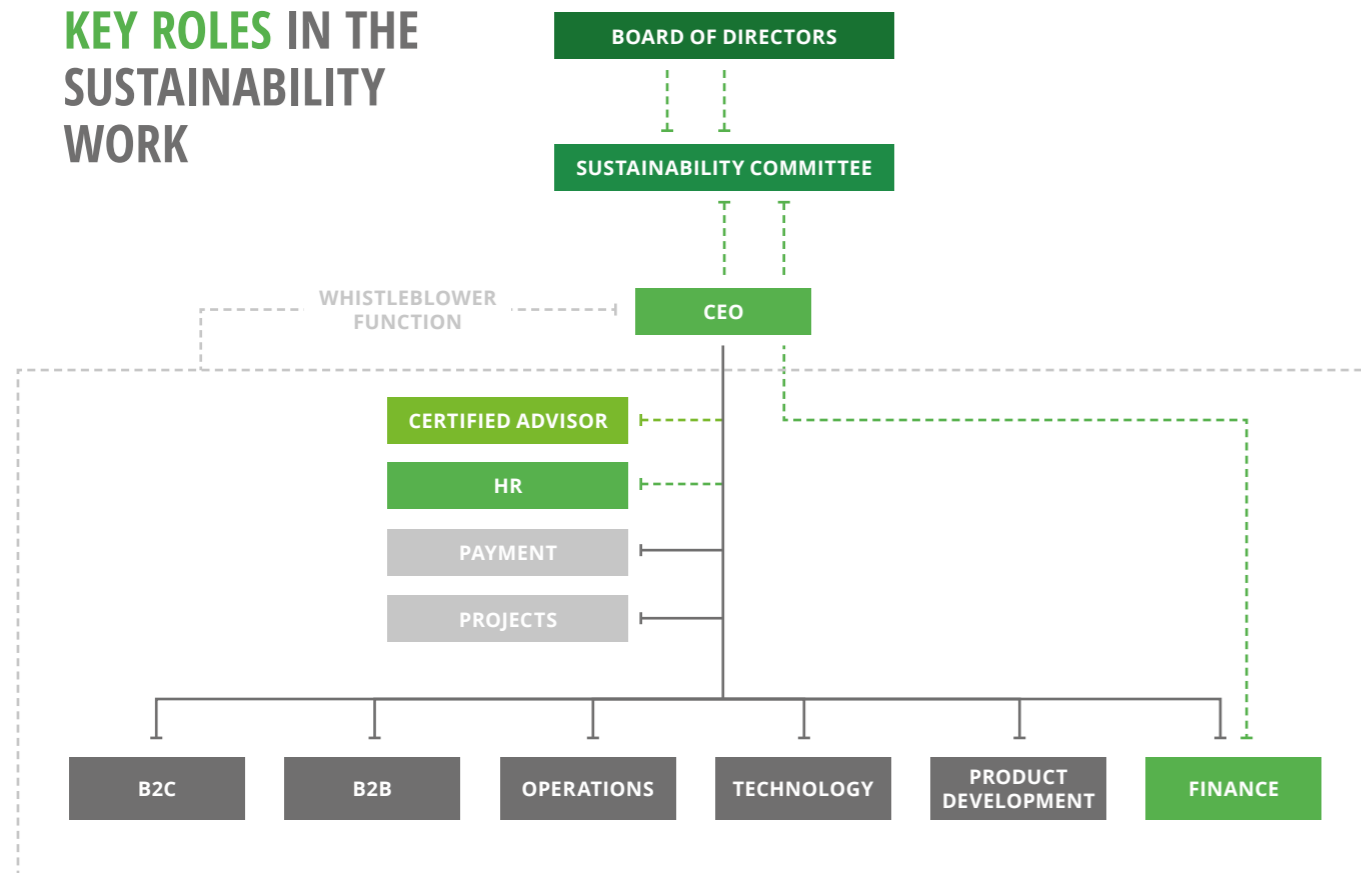 KEY ROLES IN THE
SUSTAINABILITY
WORK
BOARD OF DIRECTORS
SUSTAINABILITY COMMITTEE
WHISTLEBLOWER
FUNCTION
CEO
CERTIFIED ADVISOR
HR
PAYMENT
PROJECTS
B2C
B2B
OPERATIONS
TECHNOLOGY
PRODUCT
DEVELOPMENT
FINANCE